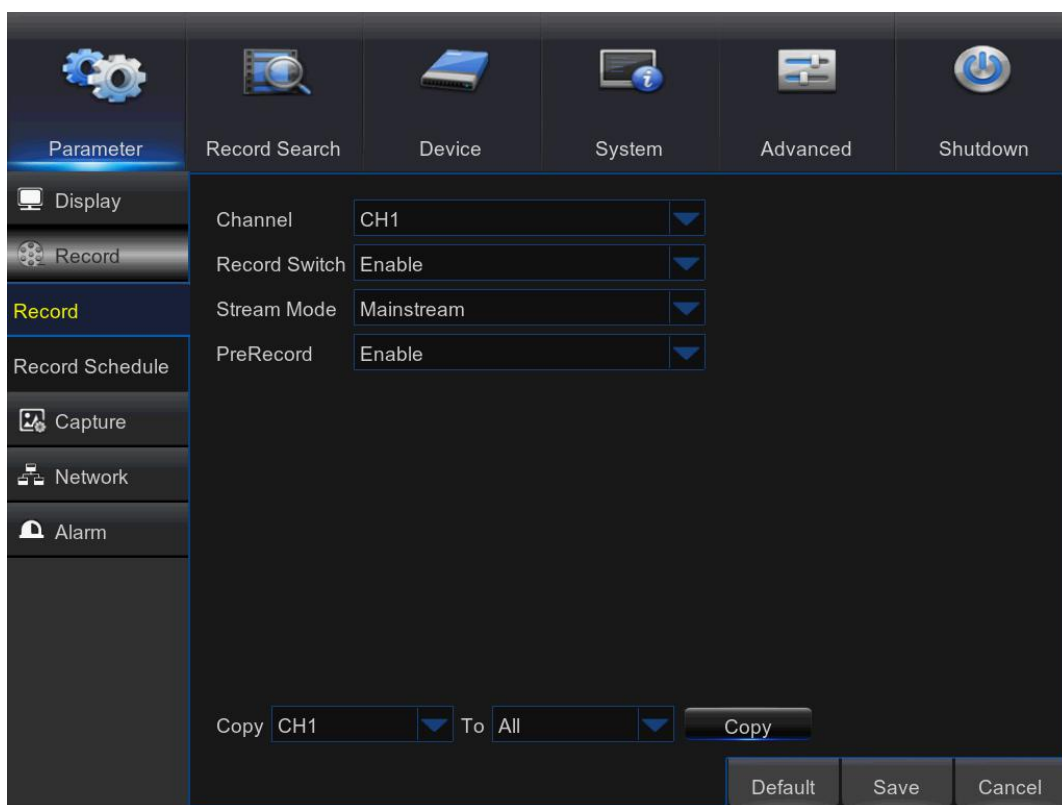 Parameter
Record Search
Device
System
Advanced
Shutdown
Display
Record
Record
Record Schedule
Capture
Network
Alarm
Channel CH1
Record Switch Enable
Stream Mode Mainstream
PreRecord Enable
Copy CH1 To All Copy
Default Save Cancel